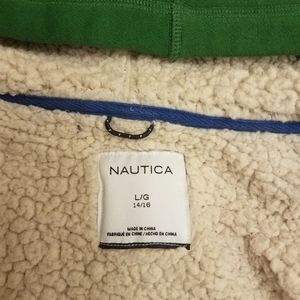 NAUTICA
L/G
14/16
MADE IN CHINA
FABRIQUÉ EN CHINE / HECHO EN CHINA